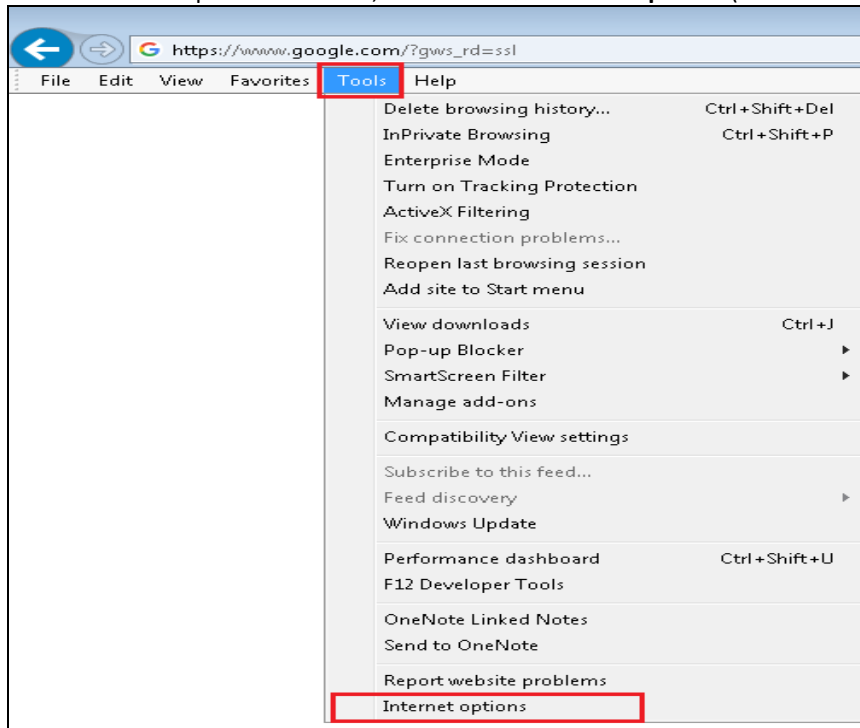 https://www.google.com/?gws_rd=ssl
File Edit View Favorites Tools Help
Delete browsing history... Ctrl+Shift+Del
InPrivate Browsing Ctrl+Shift+P
Enterprise Mode
Turn on Tracking Protection
ActiveX Filtering
Fix connection problems...
Reopen last browsing session
Add site to Start menu
View downloads Ctrl+J
Pop-up Blocker
SmartScreen Filter
Manage add-ons
Compatibility View settings
Subscribe to this feed...
Feed discovery
Windows Update
Performance dashboard Ctrl+Shift+U
F12 Developer Tools
OneNote Linked Notes
Send to OneNote
Report website problems
Internet options